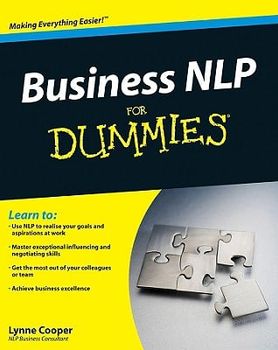 Making Everything Easier!™
Business NLP
FOR
DUMMIES®
Learn to:
• Use NLP to realise your goals and
aspirations at work
• Master exceptional influencing and
negotiating skills
• Get the most out of your colleagues
or team
• Achieve business excellence
Lynne Cooper
NLP Business Consultant